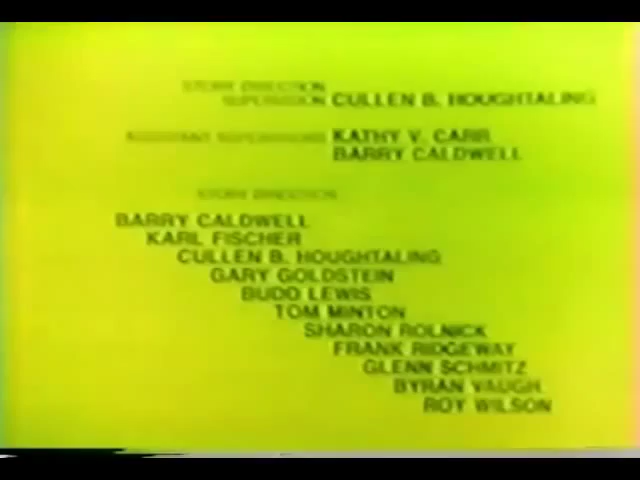 STORY DIRECTION
SUPERVISION CULLEN B. HOUGHTALING
ASSISTANT SUPERVISORS KATHY V. CARR
BARRY CALDWELL
STORY DIRECTION
BARRY CALDWELL
KARL FISCHER
CULLEN B. HOUGHTALING
GARY GOLDSTEIN
BUDD LEWIS
TOM MINTON
SHARON ROLNICK
FRANK RIDGEWAY
GLENN SCHMITZ
BYRAN VAUGH
ROY WILSON